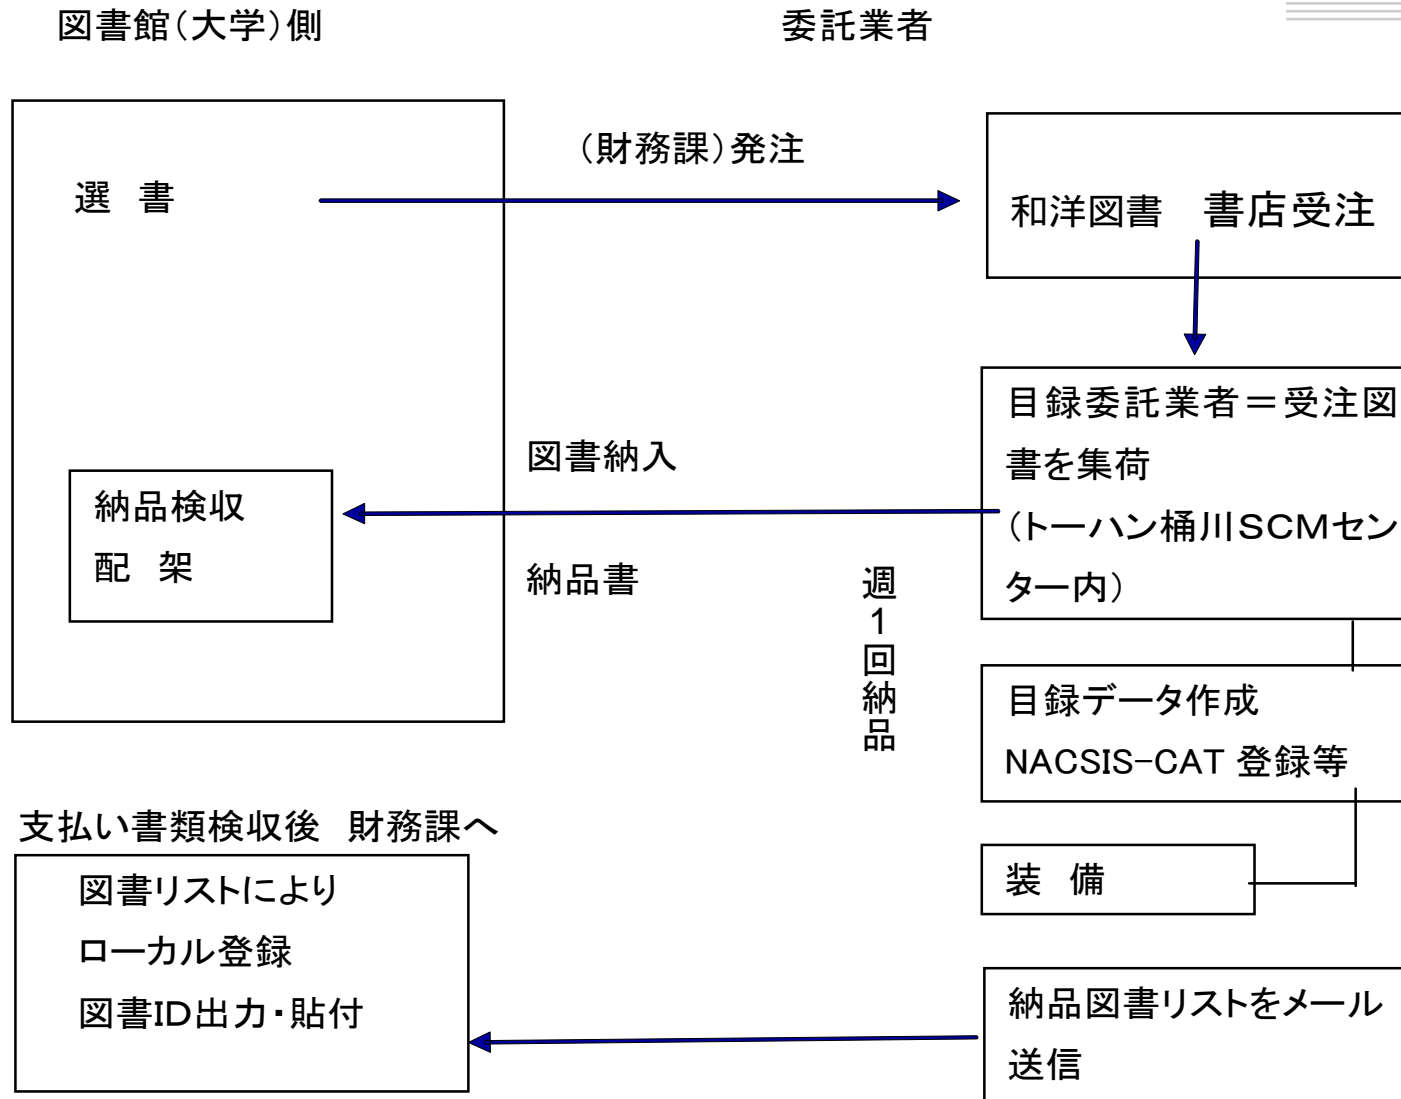 図書館(大学)側
委託業者
(財務課)発注
選 書
和洋図書 書店受注
目録委託業者=受注図
書を集荷
(トーハン桶川SCMセン
ター内)
図書納入
納品検収
配 架
納品書
週1回納品
目録データ作成
NACSIS-CAT 登録等
支払い書類検収後 財務課へ
装 備
図書リストにより
ローカル登録
図書ID出力・貼付
納品図書リストをメール
送信